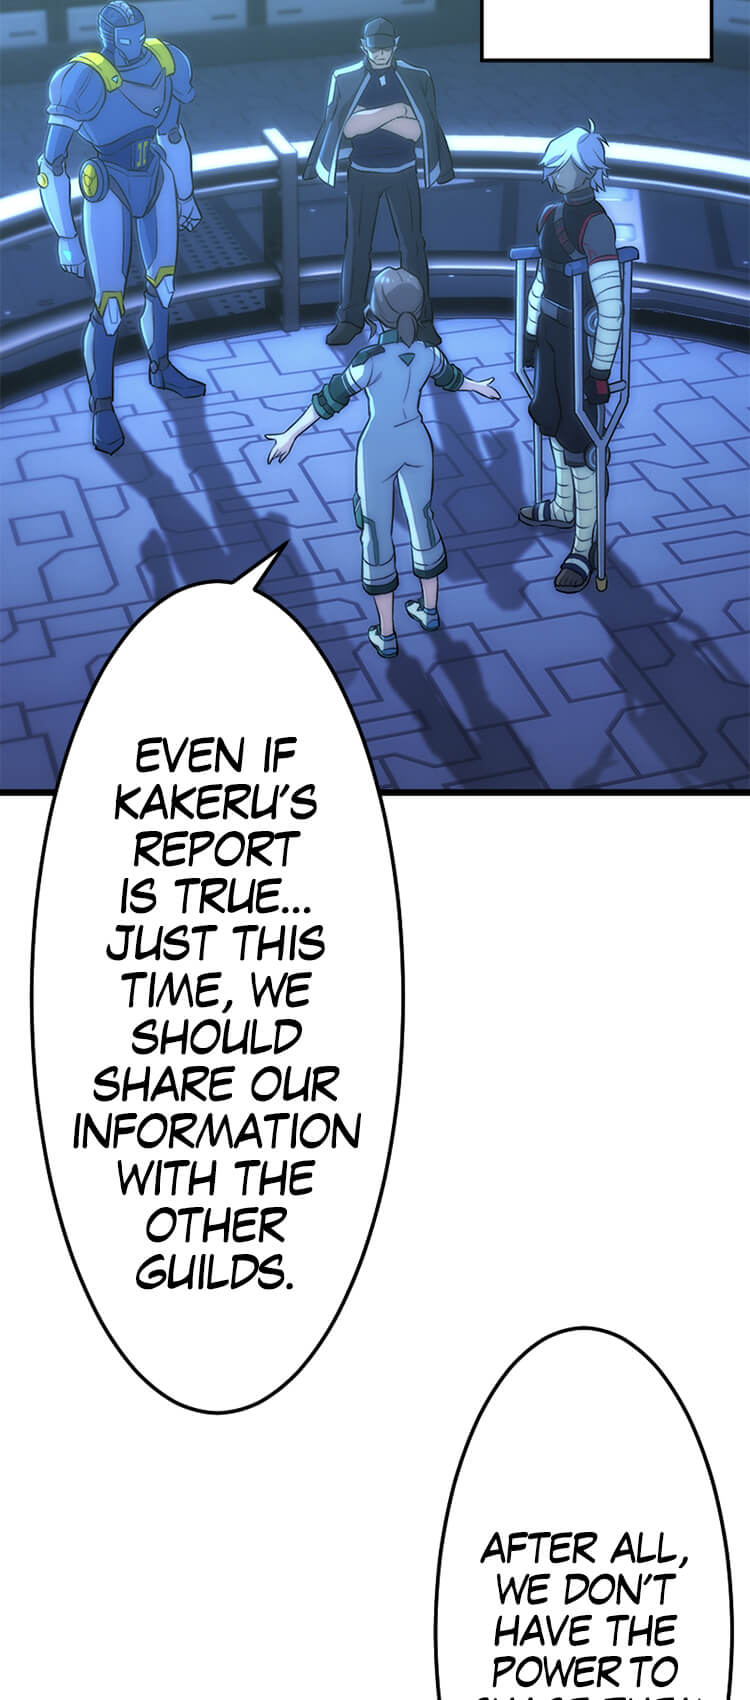 EVEN IF
KAKERU'S
REPORT
IS TRUE...
JUST THIS
TIME, WE
SHOULD
SHARE OUR
INFORMATION
WITH THE
OTHER
GUILDS.
AFTER ALL,
WE DON'T
HAVE THE
POWER TO